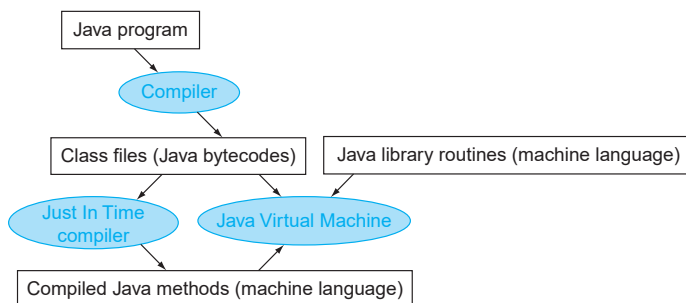 Java program
Compiler
Class files (Java bytecodes)
Java library routines (machine language)
Just In Time
compiler
Java Virtual Machine
Compiled Java methods (machine language)